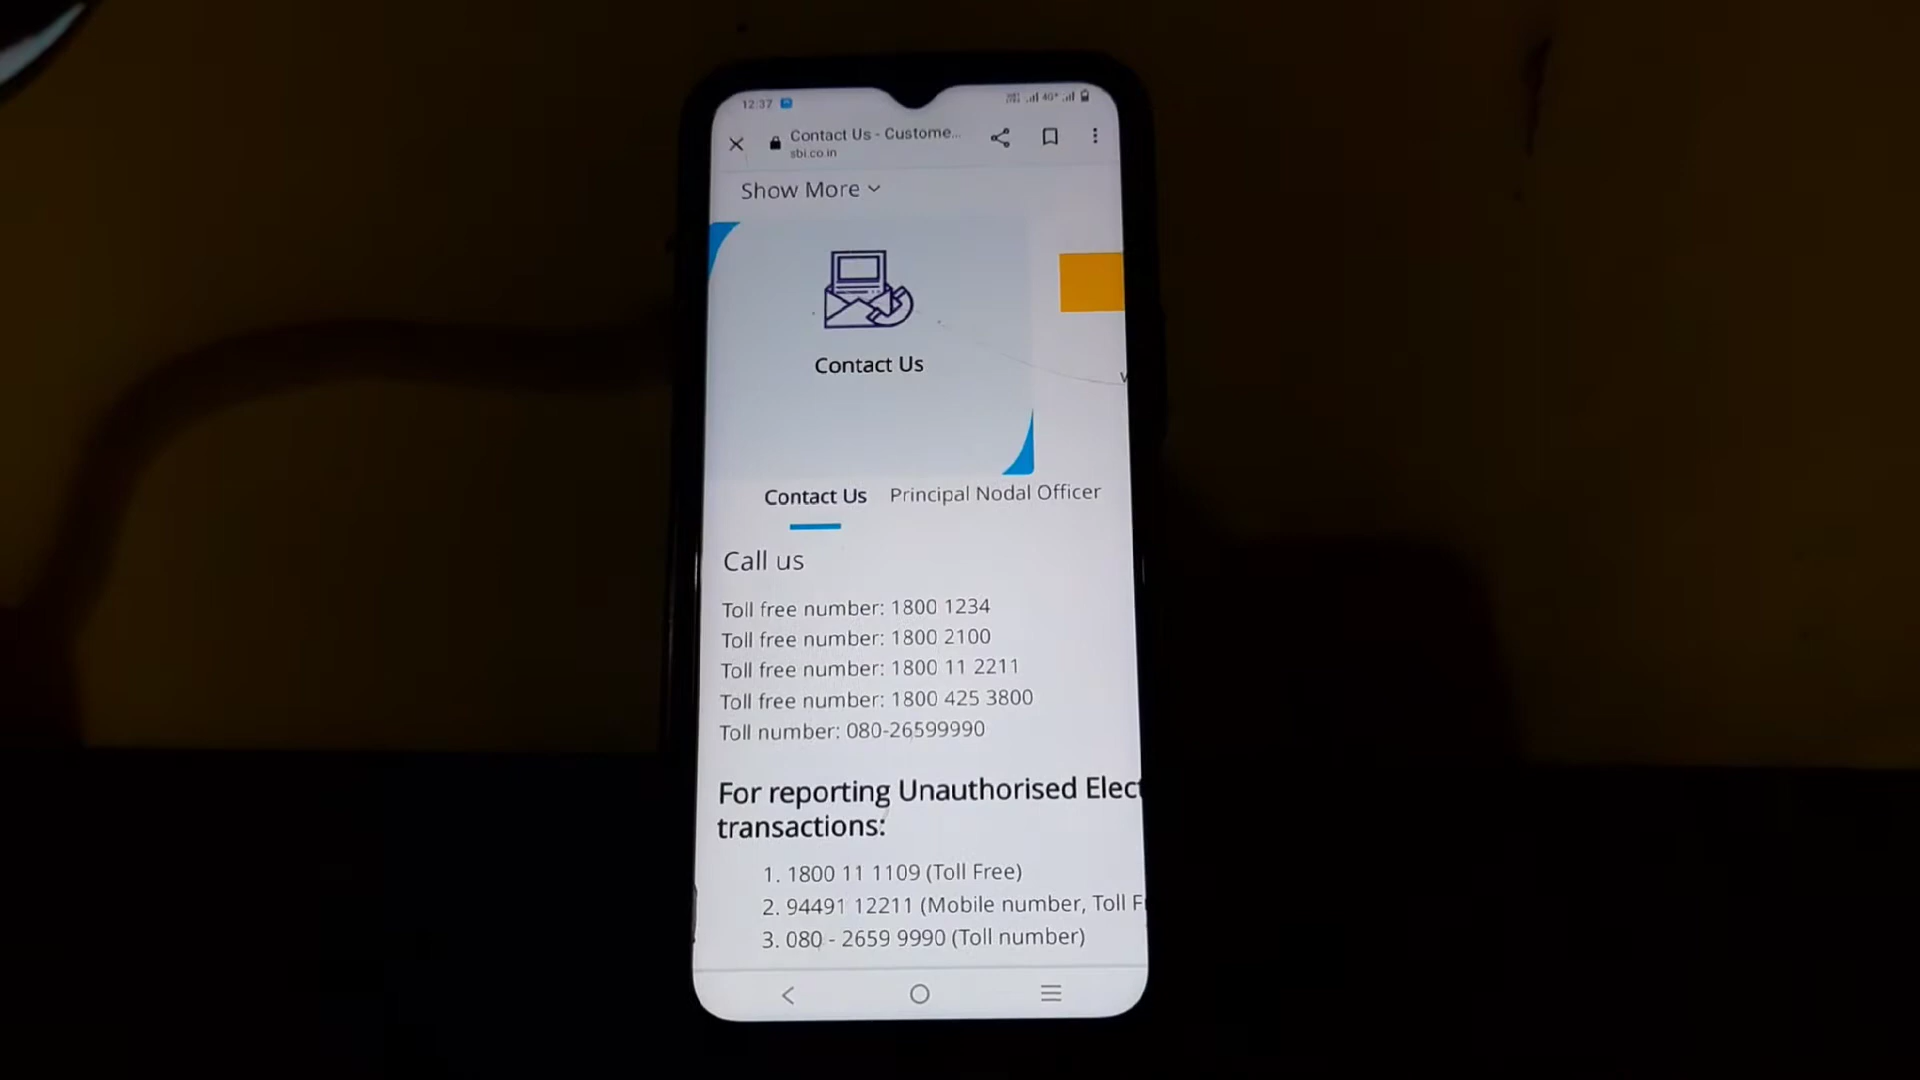 12:37
4G+
Contact Us - Custome...
sbi.co.in
Show More
Contact Us
Contact Us Principal Nodal Officer
Call us
Toll free number: 1800 1234
Toll free number: 1800 2100
Toll free number: 1800 11 2211
Toll free number: 1800 425 3800
Toll number: 080-26599990
For reporting Unauthorised Elect
transactions:
1. 1800 11 1109 (Toll Free)
2. 94491 12211 (Mobile number, Toll F
3. 080 - 2659 9990 (Toll number)